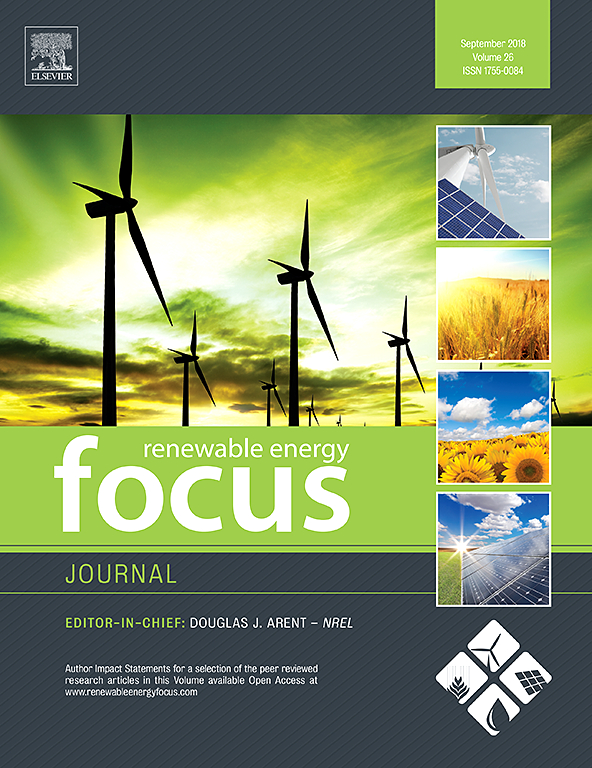 ELSEVIER
September 2018
Volume 26
ISSN 1755-0084
renewable energy
focus
JOURNAL
EDITOR-IN-CHIEF: DOUGLAS J. ARENT – NREL
Author Impact Statements for a selection of the peer reviewed
research articles in this Volume available Open Access at
www.renewableenergyfocus.com